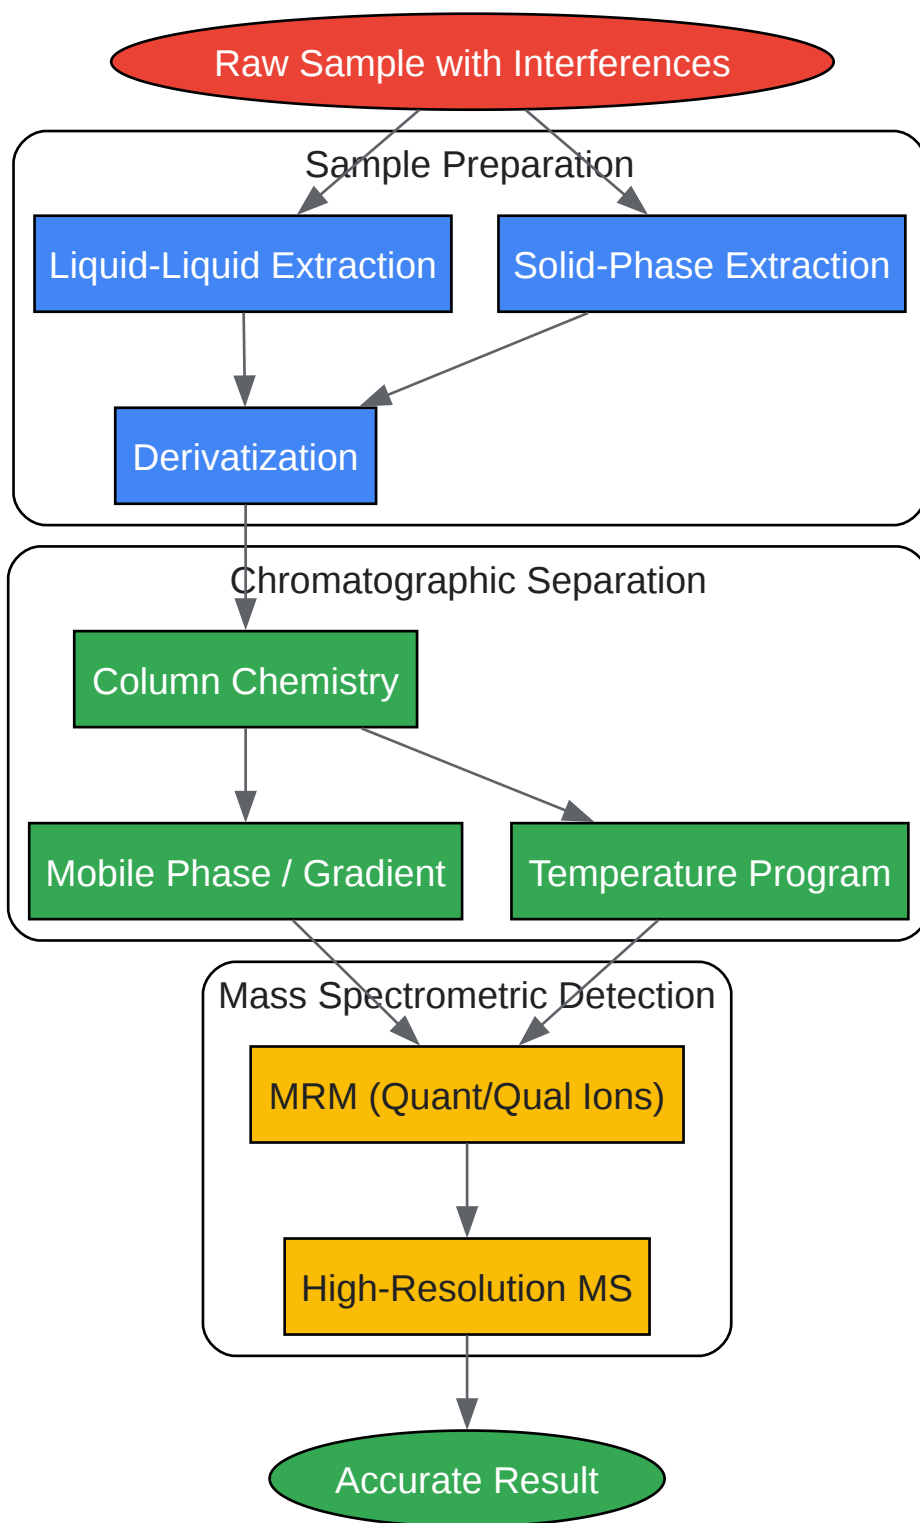 Raw Sample with Interferences
Sample Preparation
Liquid-Liquid Extraction
Solid-Phase Extraction
Derivatization
Chromatographic Separation
Column Chemistry
Mobile Phase / Gradient
Temperature Program
Mass Spectrometric Detection
MRM (Quant/Qual Ions)
High-Resolution MS
Accurate Result